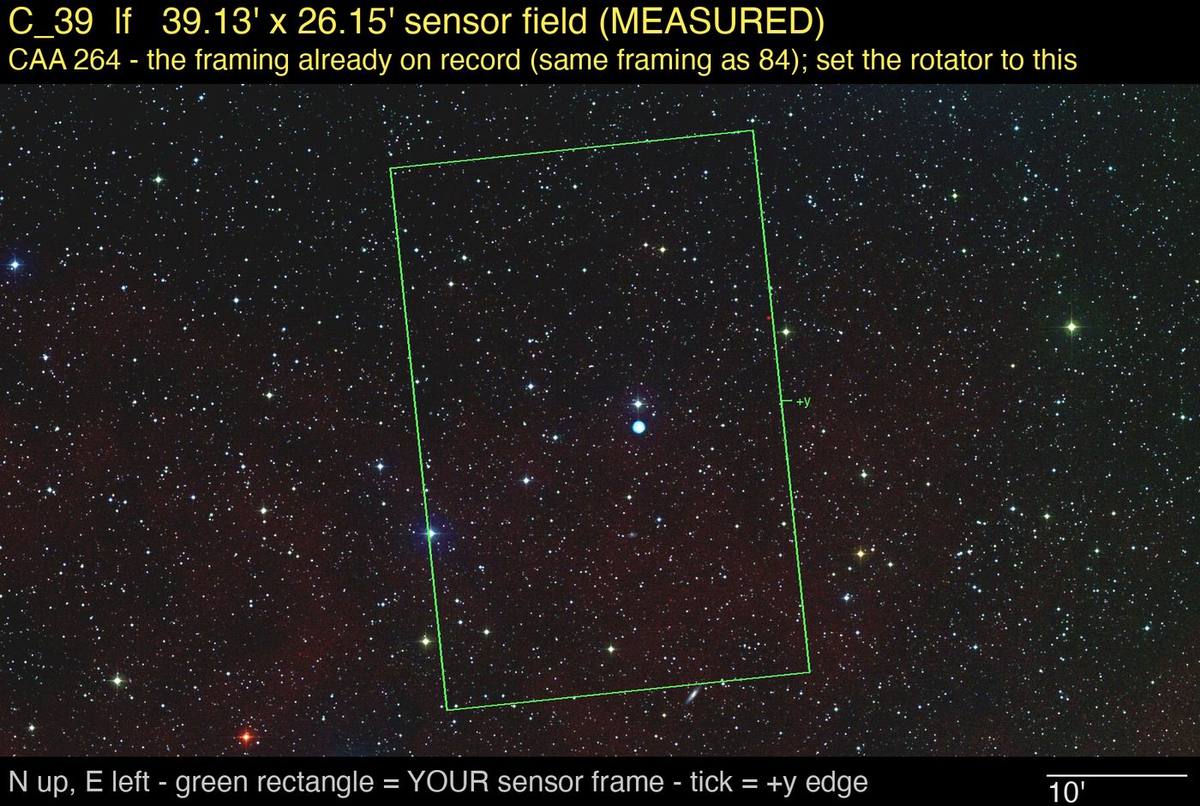 C_39 lf 39.13' x 26.15' sensor field (MEASURED)
CAA 264 - the framing already on record (same framing as 84); set the rotator to this
+y
N up, E left - green rectangle = YOUR sensor frame - tick = +y edge
10'